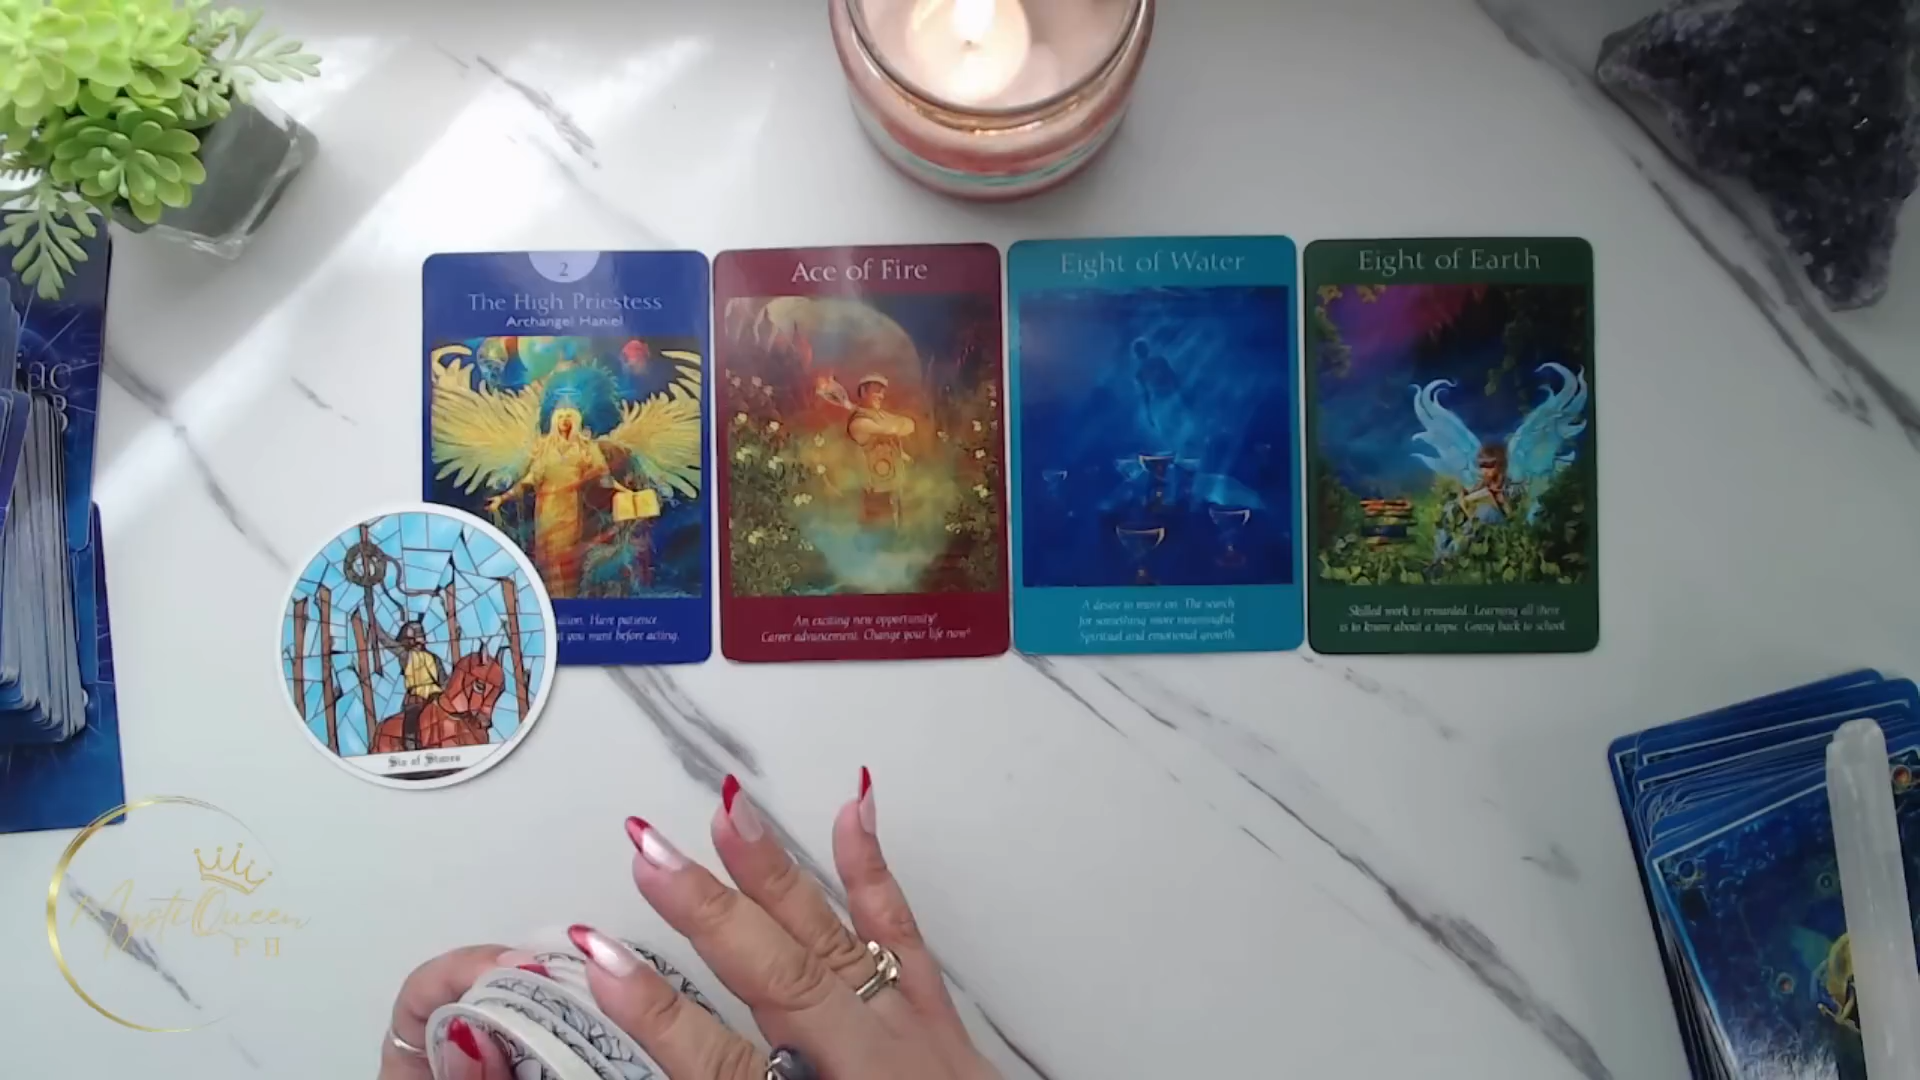 2
The High Priestess
Archangel Haniel
Have patience
you want before acting.
Ace of Fire
An exciting new opportunity!
Career advancement. Change your life now!
Eight of Water
A desire to move on. The search
for something more meaningful.
Spiritual and emotional growth
Eight of Earth
Skilled work is rewarded. Learning all there
is to know about a topic. Going back to school.
Six of Staves
MystiQueen